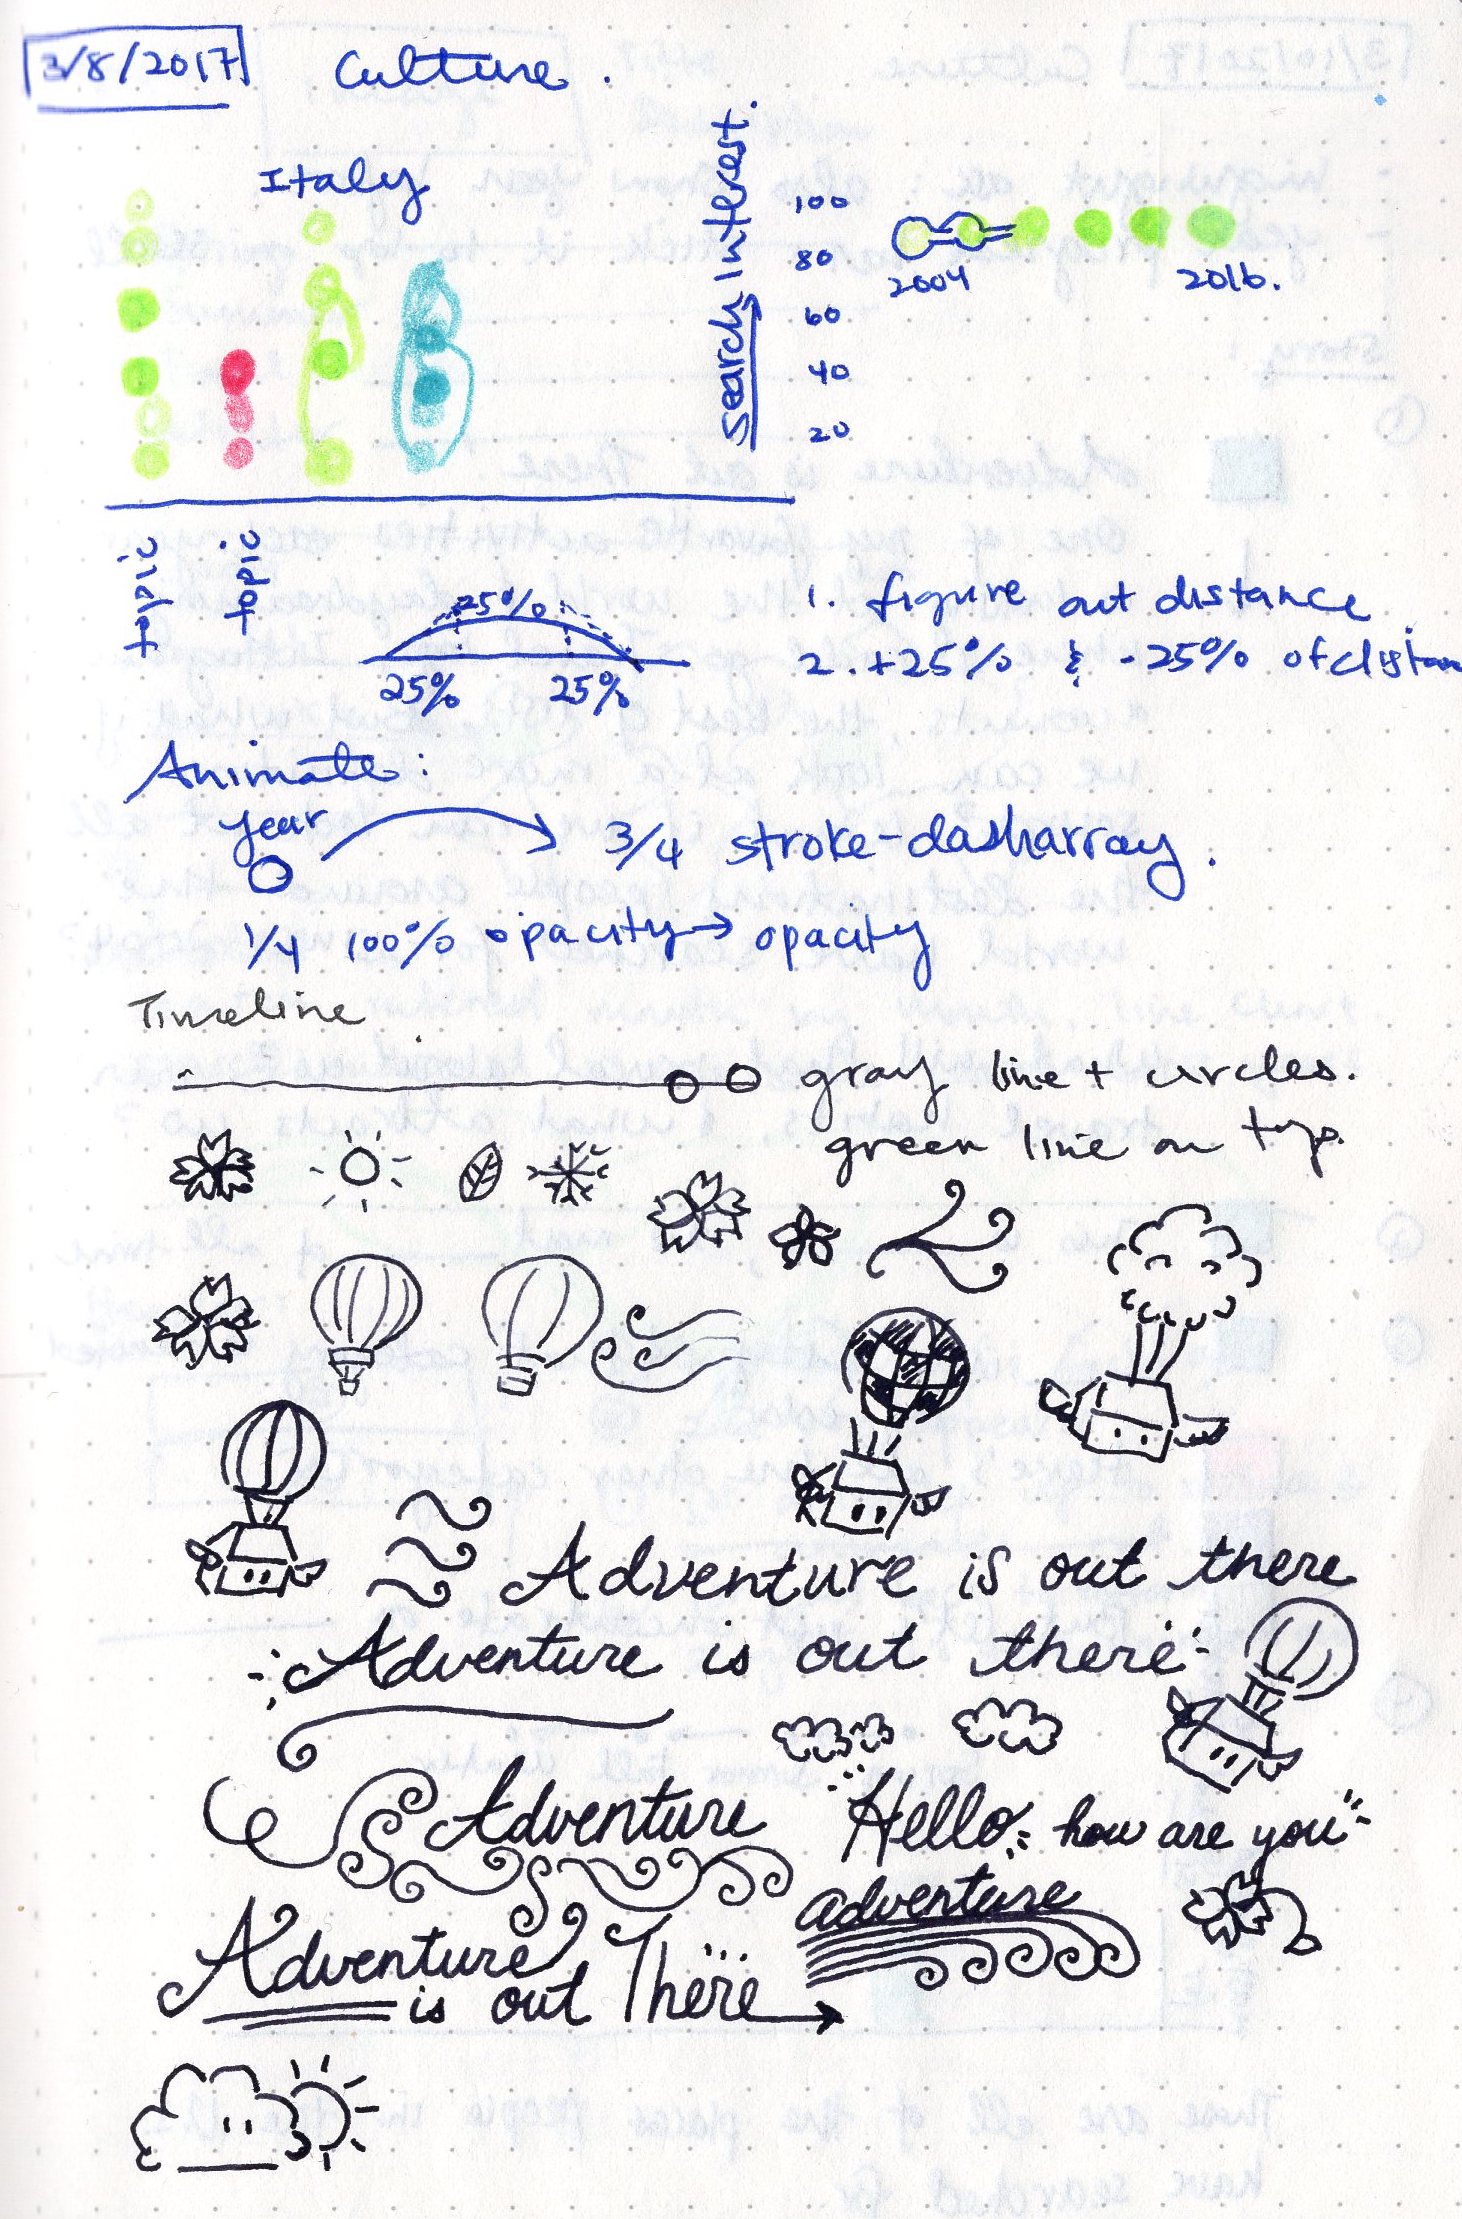 3/8/2017 Culture.
Italy
search interest.
100
80
60
40
20
2004 2016.
topic
topic
25%
25% 25%
1. figure out distance
2. +25% & -25% of distan
Animate:
year
3/4 stroke-dasharray.
1/4 100% opacity → opacity
Timeline
gray line + circles.
green line on top.
Adventure is out there
Adventure is out there
Adventure
Hello, how are you
adventure
Adventure
is out There